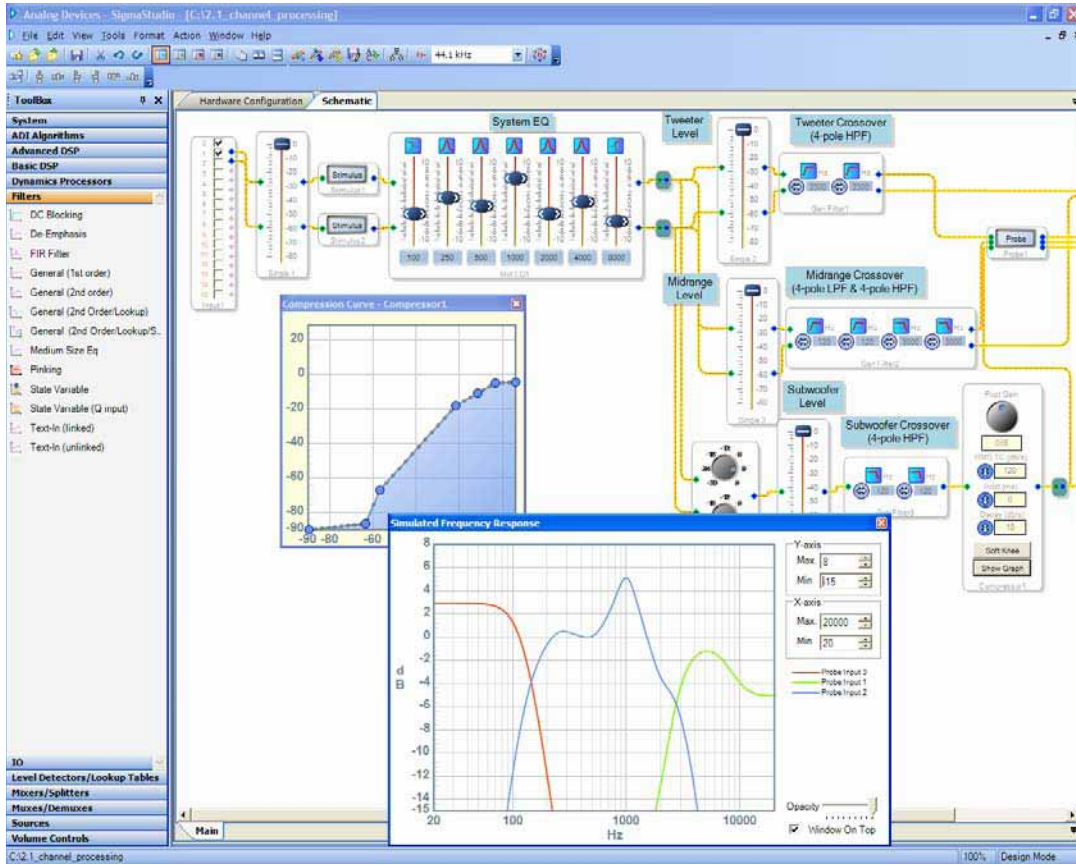 Analog Devices - SigmaStudio - [C:\2.1_channel_processing]
File Edit View Tools Format Action Window Help
44.1 kHz
ToolBox
Hardware Configuration
Schematic
System
ADI Algorithms
Advanced DSP
Basic DSP
Dynamics Processors
Filters
DC Blocking
De Emphasis
FIR Filter
General (1st order)
General (2nd order)
General (2nd Order/Lookup)
General (2nd Order/Lookup/S..
Medium Size Eq
Pinking
State Variable
State Variable (Q input)
Text-In (linked)
Text-In (unlinked)
IO
Level Detectors/Lookup Tables
Mixers/Splitters
Muxes/Demuxes
Sources
Volume Controls
System EQ
Stimulus
Stimulus
100 250 500 1000 2000 4000 8000
Tweeter
Level
Tweeter Crossover
(4-pole HPF)
Probe
Probe1
Midrange
Level
Midrange Crossover
(4-pole LPF & 4-pole HPF)
Subwoofer
Level
Subwoofer Crossover
(4-pole HPF)
Post Gain
120
0
10
Soft Knee
Show Graph
Compressor1
Compression Curve - Compressor1
20
0
-20
-40
-60
-80
-90
-90 -80 -60
Simulated Frequency Response
8
6
4
2
0
-2
-4
-6
-8
-10
-12
-14
-15
d
B
20 100 1000 10000
Hz
Y-axis
Max 8
Min -15
X-axis
Max. 20000
Min 20
Probe Input 3
Probe Input 1
Probe Input 2
Opacity
Window On Top
Main
C:\2.1_channel_processing
100%
Design Mode